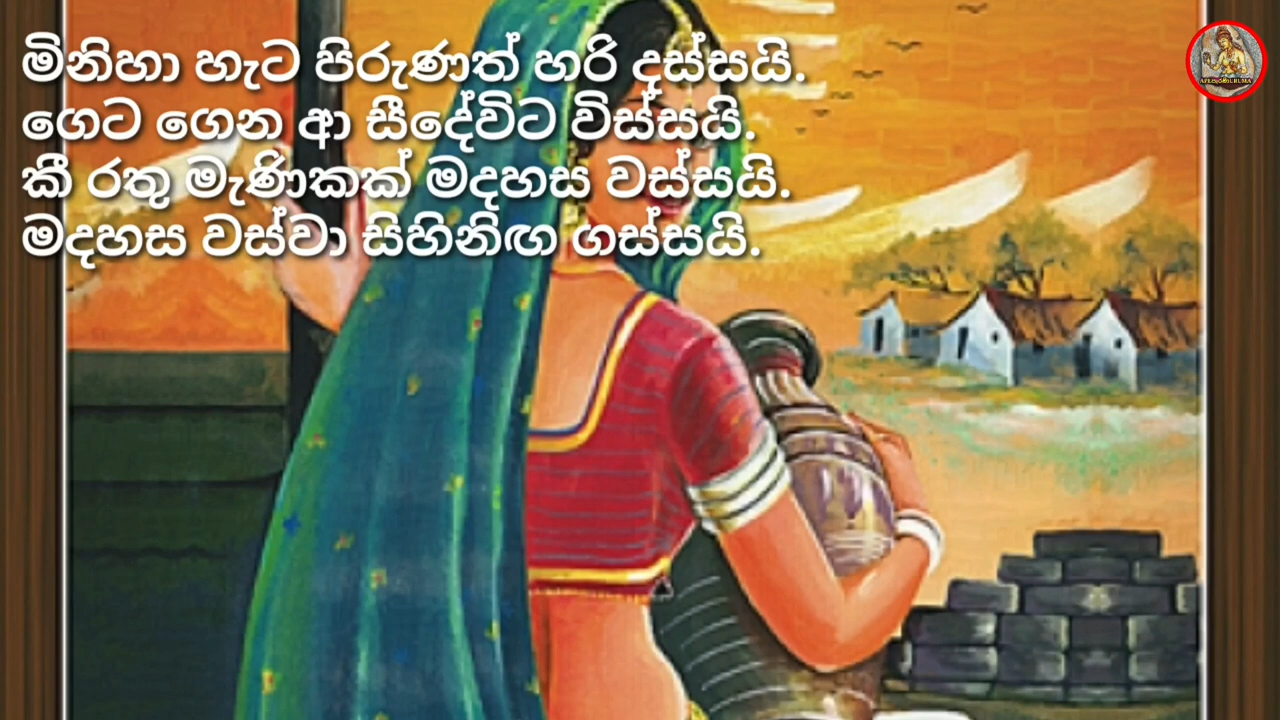 මිනිහා හැට පිරුණත් හරි දස්සයි.
ගෙට ගෙන ආ සීදේවිට විස්සයි.
කී රතු මැණිකක් මදහස වස්සයි.
මදහස වස්වා සිහිනිඟ ගස්සයි.